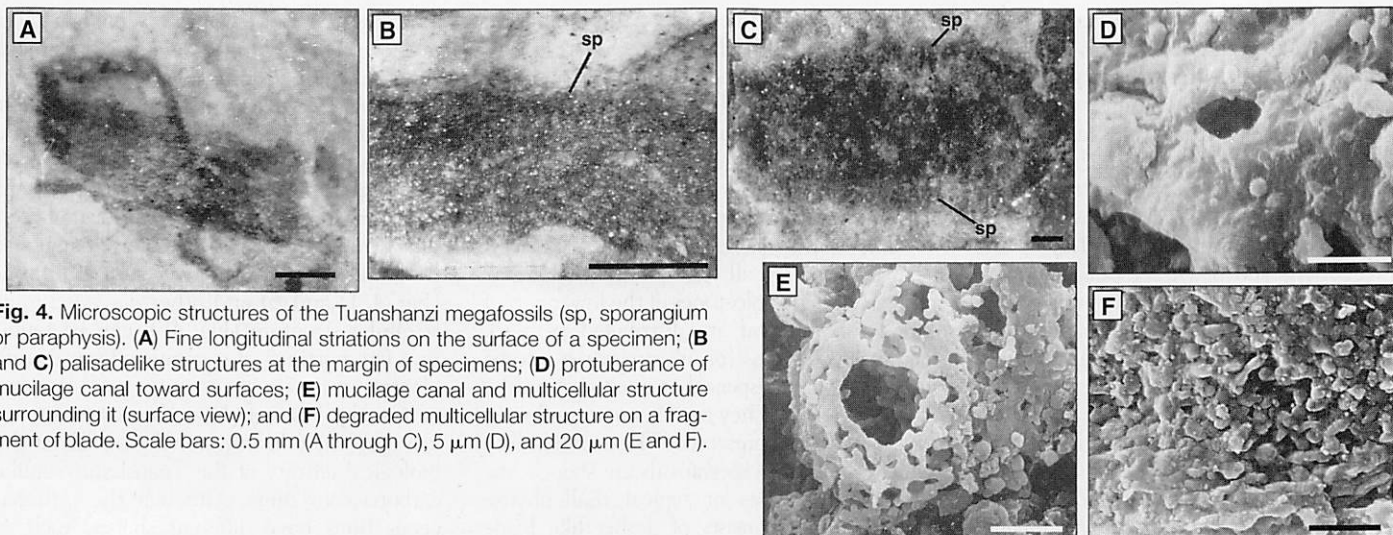 A
B
sp
C
sp
sp
D
E
F
Fig. 4. Microscopic structures of the Tuanshanzi megafossils (sp, sporangium
or paraphysis). (A) Fine longitudinal striations on the surface of a specimen; (B
and C) palisadelike structures at the margin of specimens; (D) protuberance of
mucilage canal toward surfaces; (E) mucilage canal and multicellular structure
surrounding it (surface view); and (F) degraded multicellular structure on a frag-
ment of blade. Scale bars: 0.5 mm (A through C), 5 μm (D), and 20 μm (E and F).